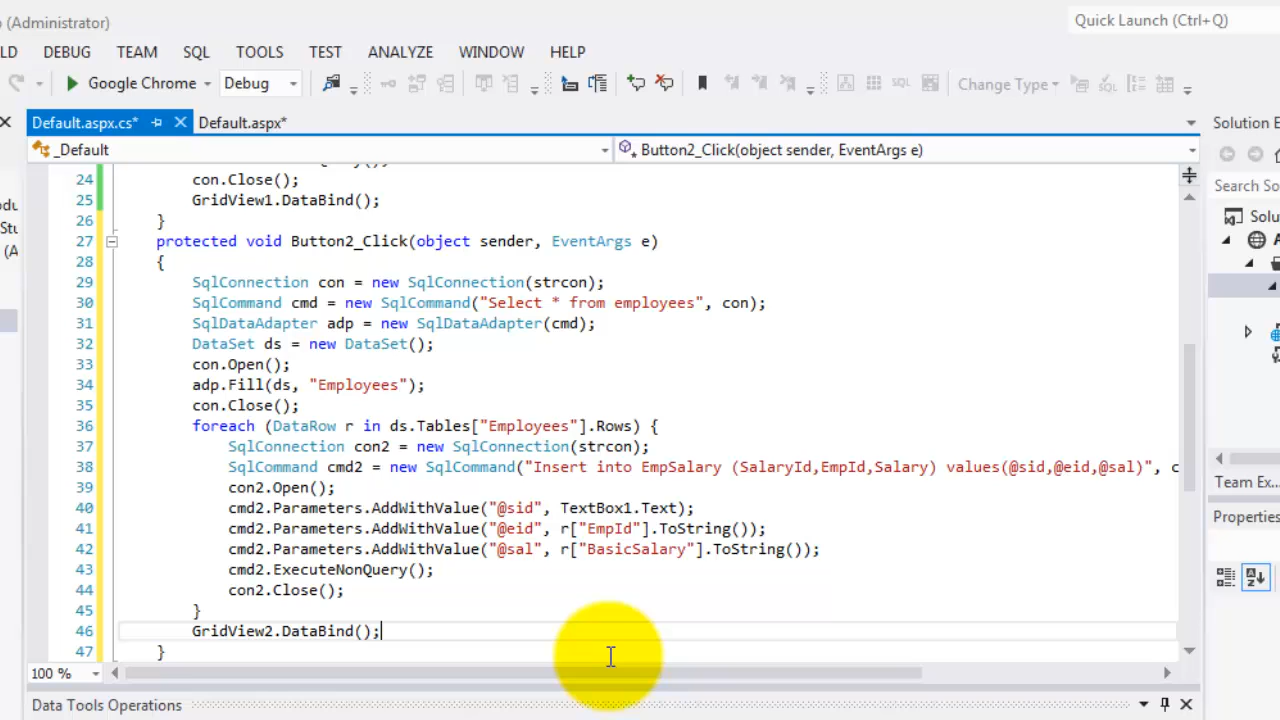 (Administrator)
Quick Launch (Ctrl+Q)
LD DEBUG TEAM SQL TOOLS TEST ANALYZE WINDOW HELP
Google Chrome Debug SQL Change Type
Default.aspx.cs* Default.aspx*
Solution E
_Default Button2_Click(object sender, EventArgs e)
24 con.Close();
Search So
25 GridView1.DataBind();
26 }
27 protected void Button2_Click(object sender, EventArgs e)
28 {
29 SqlConnection con = new SqlConnection(strcon);
30 SqlCommand cmd = new SqlCommand("Select * from employees", con);
31 SqlDataAdapter adp = new SqlDataAdapter(cmd);
32 DataSet ds = new DataSet();
33 con.Open();
34 adp.Fill(ds, "Employees");
35 con.Close();
36 foreach (DataRow r in ds.Tables["Employees"].Rows) {
37 SqlConnection con2 = new SqlConnection(strcon);
38 SqlCommand cmd2 = new SqlCommand("Insert into EmpSalary (SalaryId,EmpId,Salary) values(@sid,@eid,@sal)", c
39 con2.Open();
Team Ex...
40 cmd2.Parameters.AddWithValue("@sid", TextBox1.Text);
Properties
41 cmd2.Parameters.AddWithValue("@eid", r["EmpId"].ToString());
42 cmd2.Parameters.AddWithValue("@sal", r["BasicSalary"].ToString());
43 cmd2.ExecuteNonQuery();
44 con2.Close();
45 }
46 GridView2.DataBind();
47 }
100 %
Data Tools Operations